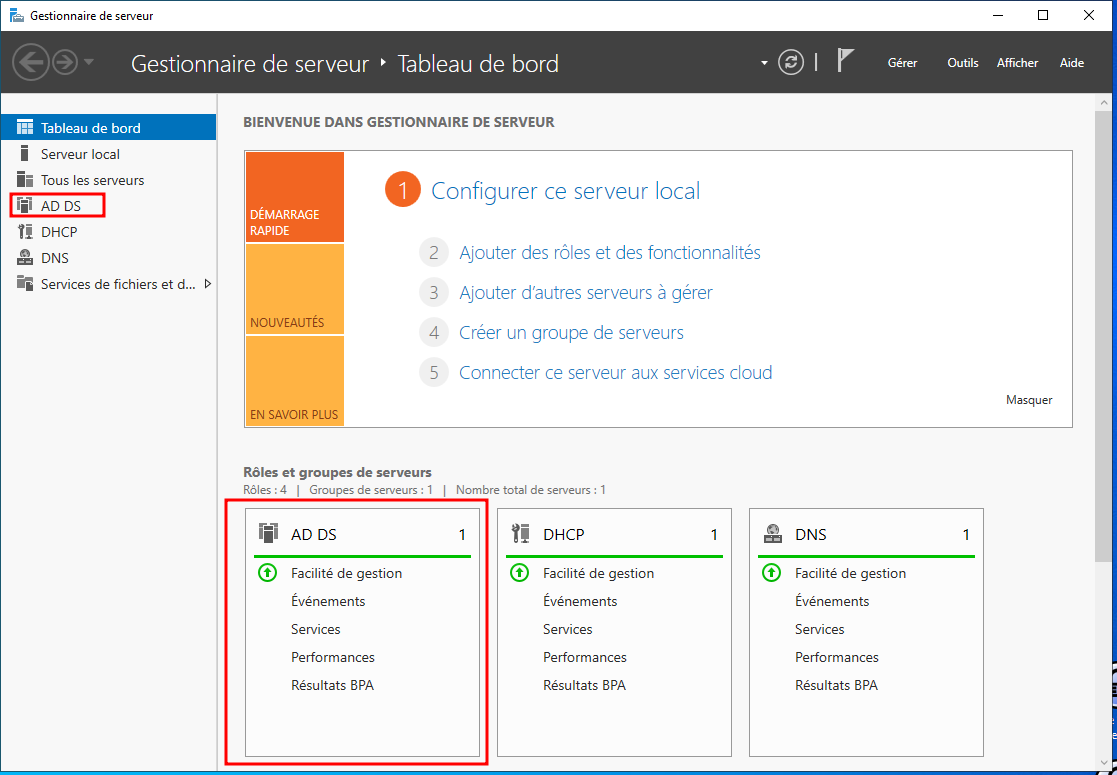 Gestionnaire de serveur
Gestionnaire de serveur ‣ Tableau de bord
Gérer Outils Afficher Aide
Tableau de bord
Serveur local
Tous les serveurs
AD DS
DHCP
DNS
Services de fichiers et d...
BIENVENUE DANS GESTIONNAIRE DE SERVEUR
DÉMARRAGE
RAPIDE
NOUVEAUTÉS
EN SAVOIR PLUS
1 Configurer ce serveur local
2 Ajouter des rôles et des fonctionnalités
3 Ajouter d’autres serveurs à gérer
4 Créer un groupe de serveurs
5 Connecter ce serveur aux services cloud
Masquer
Rôles et groupes de serveurs
Rôles : 4 | Groupes de serveurs : 1 | Nombre total de serveurs : 1
AD DS 1
Facilité de gestion
Événements
Services
Performances
Résultats BPA
DHCP 1
Facilité de gestion
Événements
Services
Performances
Résultats BPA
DNS 1
Facilité de gestion
Événements
Services
Performances
Résultats BPA